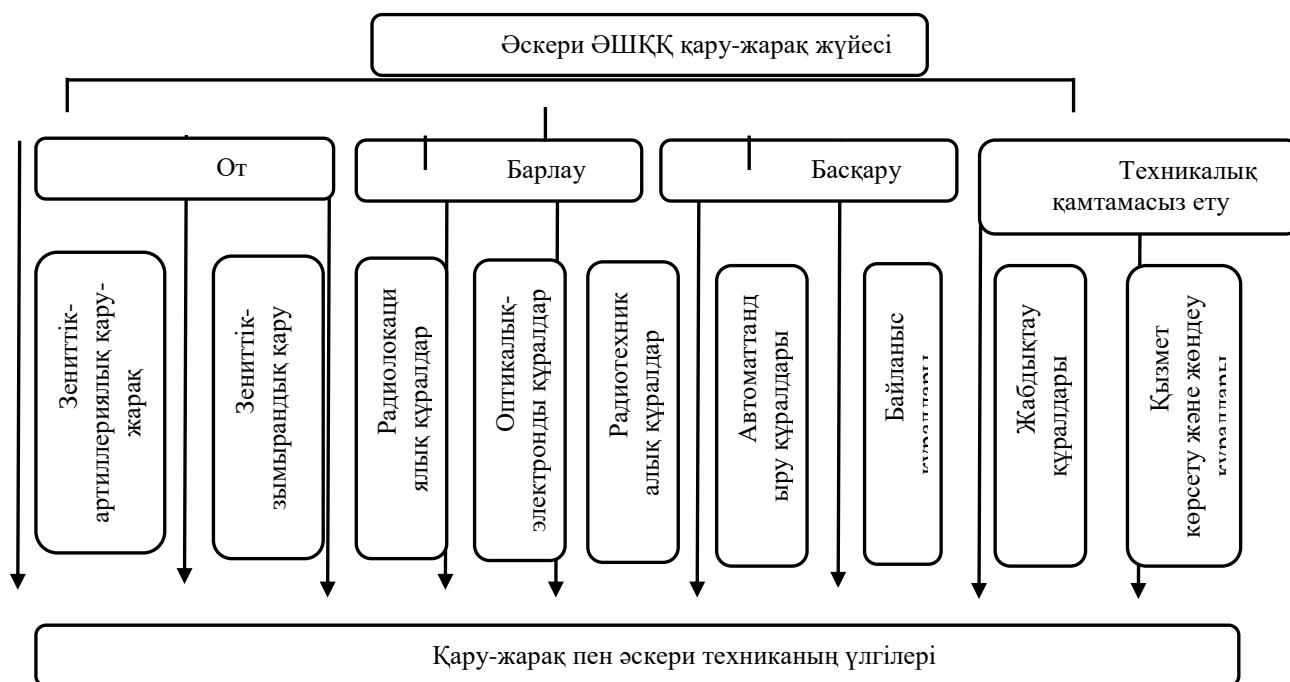 Әскери ӘШҚҚ қару-жарақ жүйесі
От
Барлау
Басқару
Техникалық
қамтамасыз ету
Зениттік-
артиллериялық қару-
жарақ
Зениттік-
зымырандық қару
Радиолокаци
ялық құралдар
Оптикалық-
электронды құралдар
Радиотехник
алық құралдар
Автоматтанд
ыру құралдары
Байланыс
Жабдықтау
құралдары
Қызмет
көрсету және жөндеу
Қару-жарақ пен әскери техниканың үлгілері